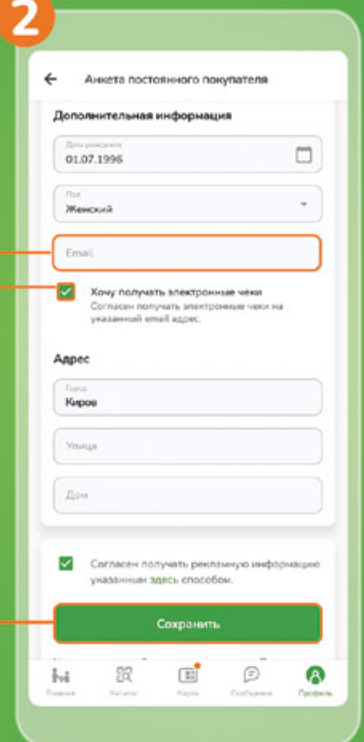 2
Анкета постоянного покупателя
Дополнительная информация
Дата рождения
01.07.1996
Пол
Женский
Email
Хочу получать электронные чеки
Согласен получать электронные чеки на
указанный email адрес.
Адрес
Город
Киров
Улица
Дом
Согласен получать рекламную информацию
указанным здесь способом.
Сохранить
Главная Каталог Карта Сообщения Профиль